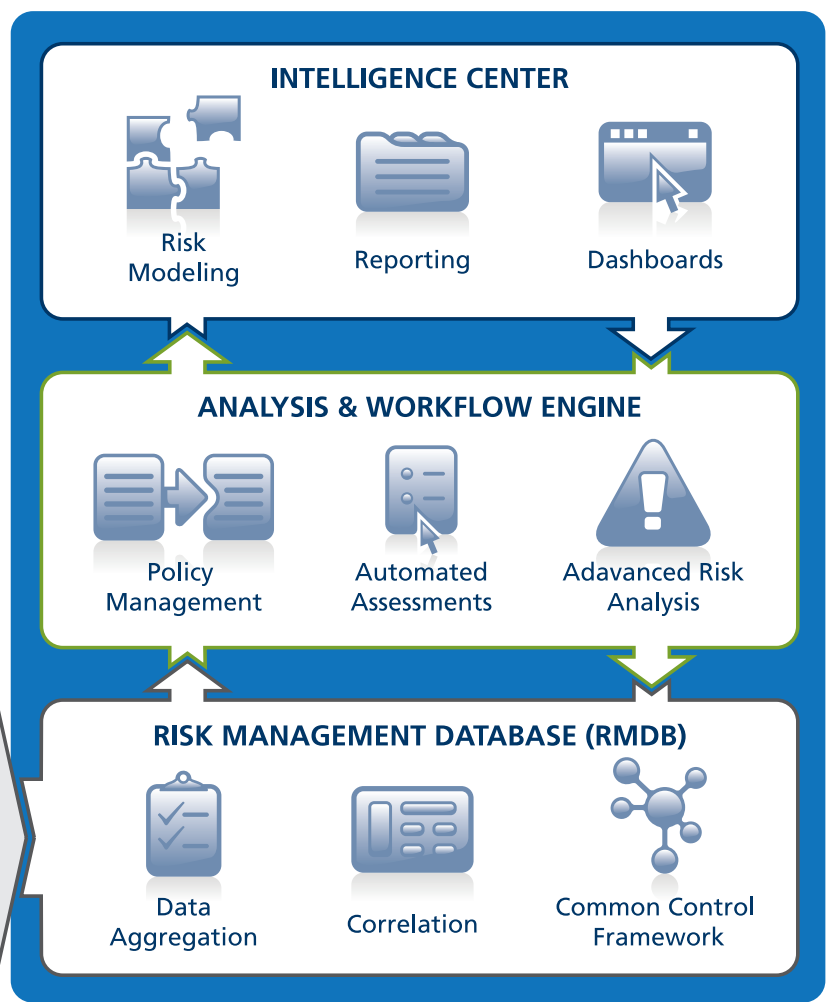 INTELLIGENCE CENTER
Risk
Modeling
Reporting
Dashboards
ANALYSIS & WORKFLOW ENGINE
Policy
Management
Automated
Assessments
Adavanced Risk
Analysis
RISK MANAGEMENT DATABASE (RMDB)
Data
Aggregation
Correlation
Common Control
Framework